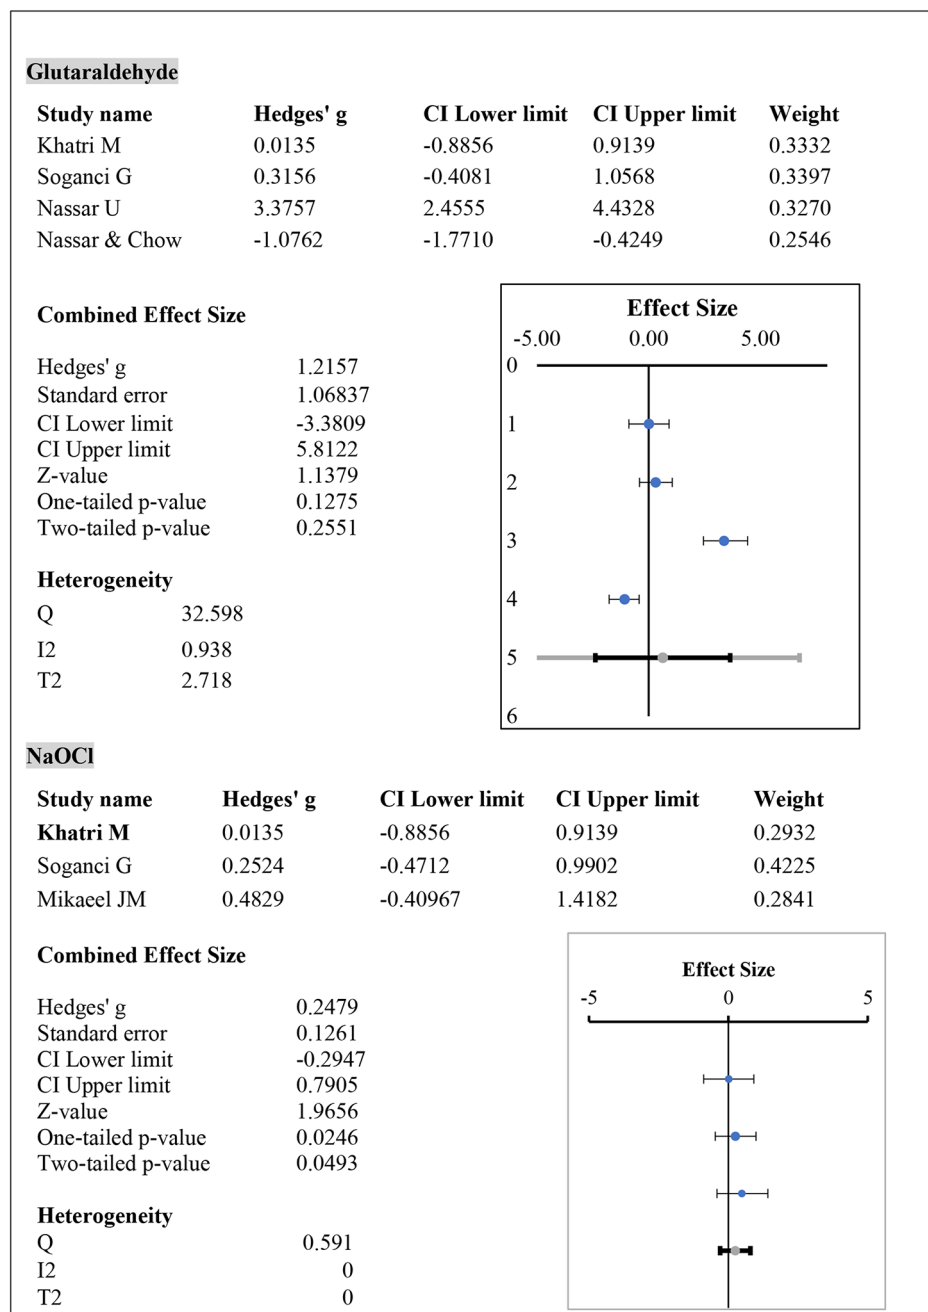 Glutaraldehyde
Study name Hedges' g CI Lower limit CI Upper limit Weight
Khatri M 0.0135 -0.8856 0.9139 0.3332
Soganci G 0.3156 -0.4081 1.0568 0.3397
Nassar U 3.3757 2.4555 4.4328 0.3270
Nassar & Chow -1.0762 -1.7710 -0.4249 0.2546
Combined Effect Size
Hedges' g 1.2157
Standard error 1.06837
CI Lower limit -3.3809
CI Upper limit 5.8122
Z-value 1.1379
One-tailed p-value 0.1275
Two-tailed p-value 0.2551
Heterogeneity
Q 32.598
I2 0.938
T2 2.718
Effect Size
-5.00 0.00 5.00
0
1
2
3
4
5
6
NaOCl
Study name Hedges' g CI Lower limit CI Upper limit Weight
Khatri M 0.0135 -0.8856 0.9139 0.2932
Soganci G 0.2524 -0.4712 0.9902 0.4225
Mikaeel JM 0.4829 -0.40967 1.4182 0.2841
Combined Effect Size
Hedges' g 0.2479
Standard error 0.1261
CI Lower limit -0.2947
CI Upper limit 0.7905
Z-value 1.9656
One-tailed p-value 0.0246
Two-tailed p-value 0.0493
Heterogeneity
Q 0.591
I2 0
T2 0
Effect Size
-5 0 5